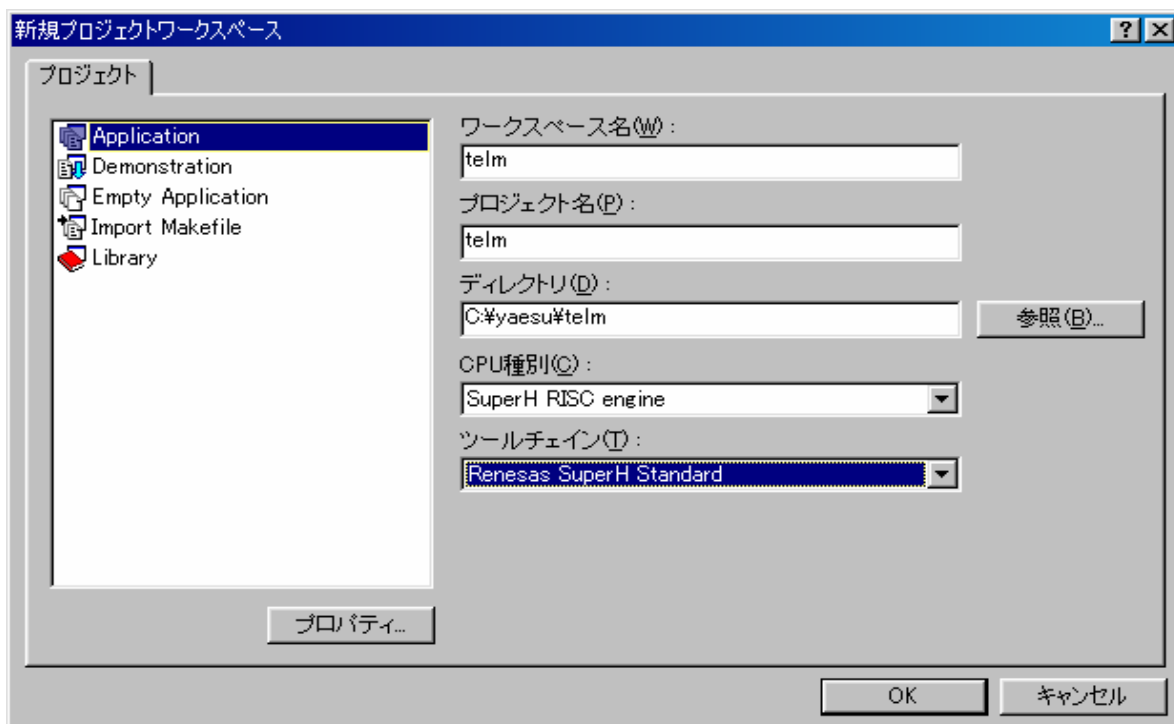 新規プロジェクトワークスペース
プロジェクト
Application
Demonstration
Empty Application
Import Makefile
Library
プロパティ...
ワークスペース名(W) :
telm
プロジェクト名(P) :
telm
ディレクトリ(D) :
C:¥yaesu¥telm
参照(B)...
CPU種別(C) :
SuperH RISC engine
ツールチェイン(T) :
Renesas SuperH Standard
OK
キャンセル